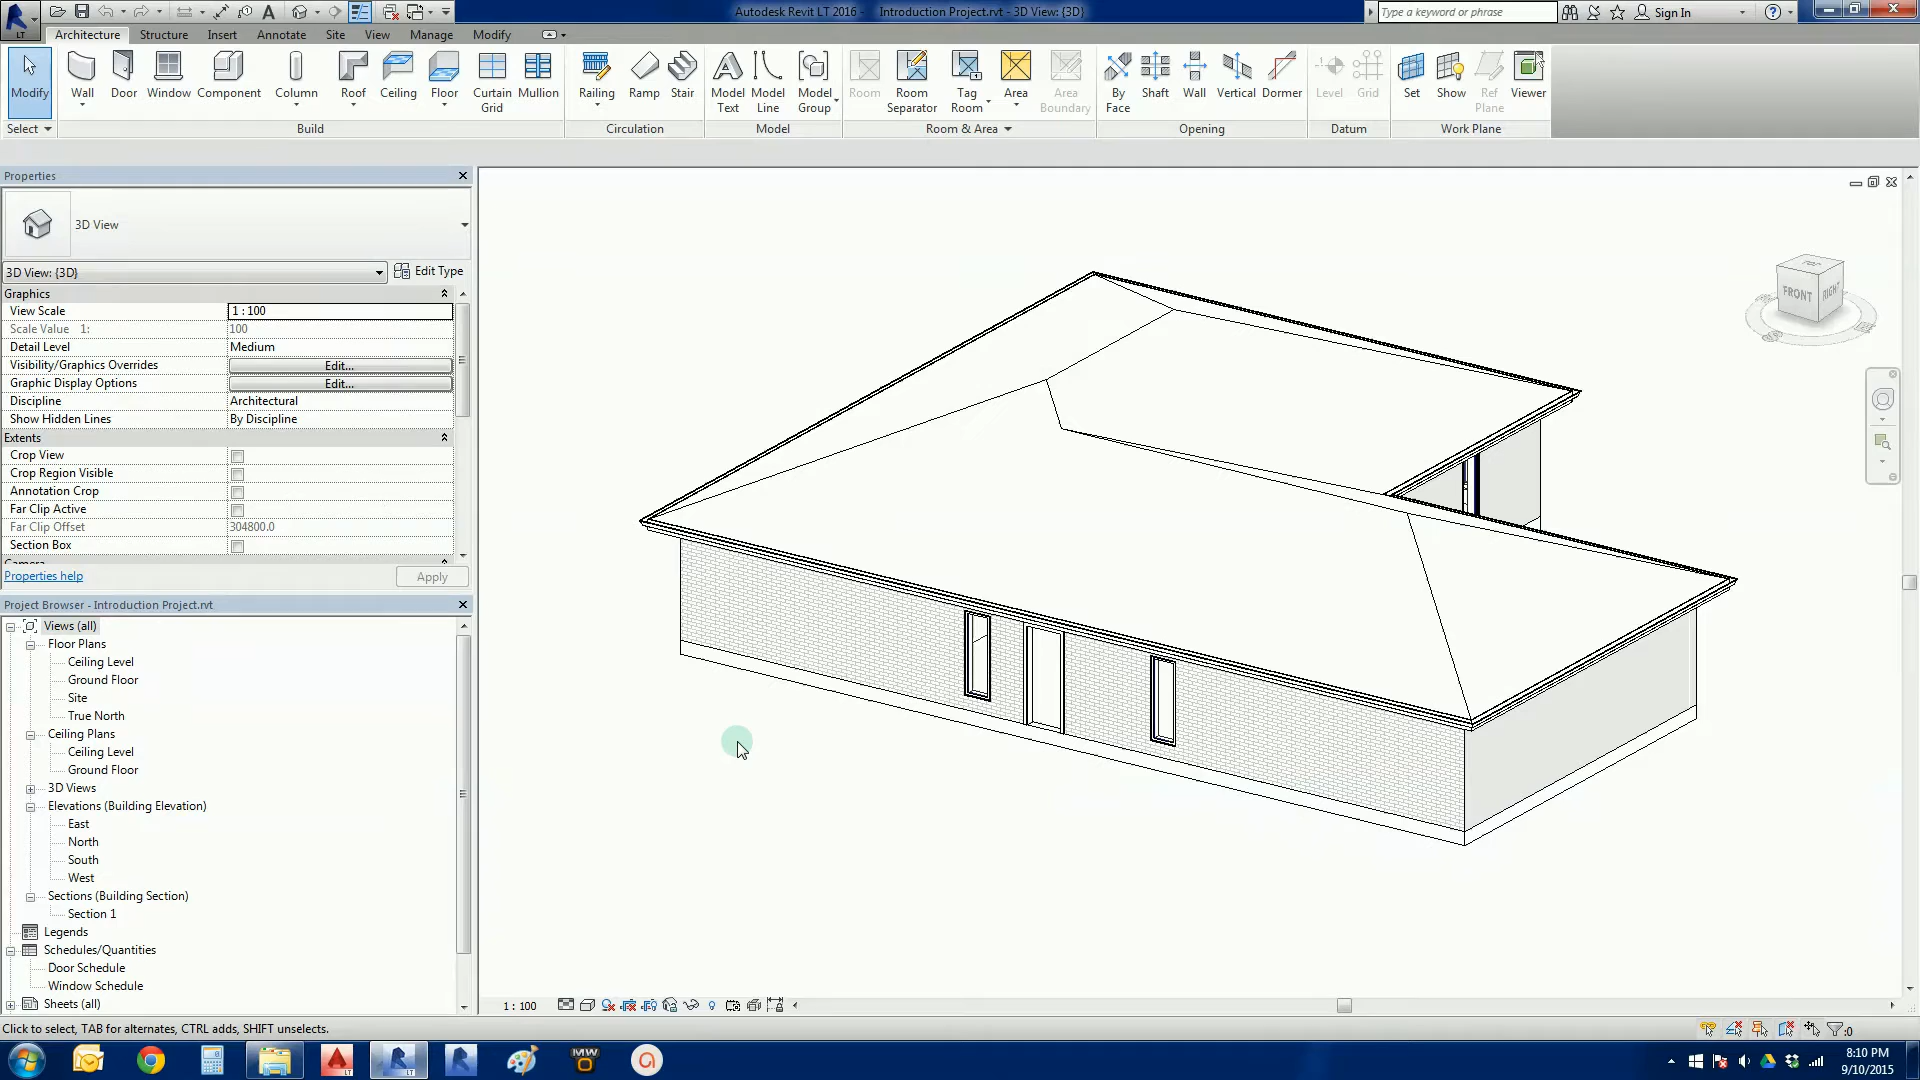 Autodesk Revit LT 2016 - Introduction Project.rvt - 3D View: {3D}
Type a keyword or phrase
Sign In
LT
Architecture Structure Insert Annotate Site View Manage Modify
Modify Wall Door Window Component Column Roof Ceiling Floor Curtain Grid Mullion Railing Ramp Stair Model Text Model Line Model Group Room Room Separator Tag Room Area Area Boundary By Face Shaft Wall Vertical Dormer Level Grid Set Show Ref Plane Viewer
Select Build Circulation Model Room & Area Opening Datum Work Plane
Properties
3D View
3D View: {3D} Edit Type
Graphics
View Scale 1 : 100
Scale Value 1: 100
Detail Level Medium
Visibility/Graphics Overrides Edit...
Graphic Display Options Edit...
Discipline Architectural
Show Hidden Lines By Discipline
Extents
Crop View
Crop Region Visible
Annotation Crop
Far Clip Active
Far Clip Offset 304800.0
Section Box
Camera
Properties help Apply
Project Browser - Introduction Project.rvt
Views (all)
Floor Plans
Ceiling Level
Ground Floor
Site
True North
Ceiling Plans
Ceiling Level
Ground Floor
3D Views
Elevations (Building Elevation)
East
North
South
West
Sections (Building Section)
Section 1
Legends
Schedules/Quantities
Door Schedule
Window Schedule
Sheets (all)
TOP
FRONT RIGHT
1 : 100
Click to select, TAB for alternates, CTRL adds, SHIFT unselects.
:0
LT LT MW
8:10 PM
9/10/2015